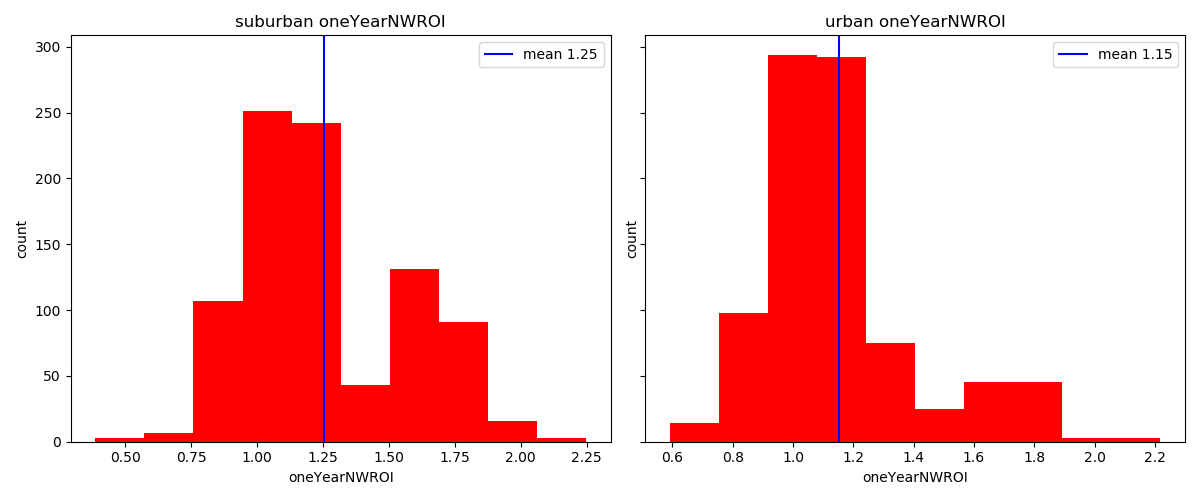 suburban oneYearNWROI
mean 1.25
300
250
200
150
100
50
0
count
0.50 0.75 1.00 1.25 1.50 1.75 2.00 2.25
oneYearNWROI
urban oneYearNWROI
mean 1.15
count
0.6 0.8 1.0 1.2 1.4 1.6 1.8 2.0 2.2
oneYearNWROI